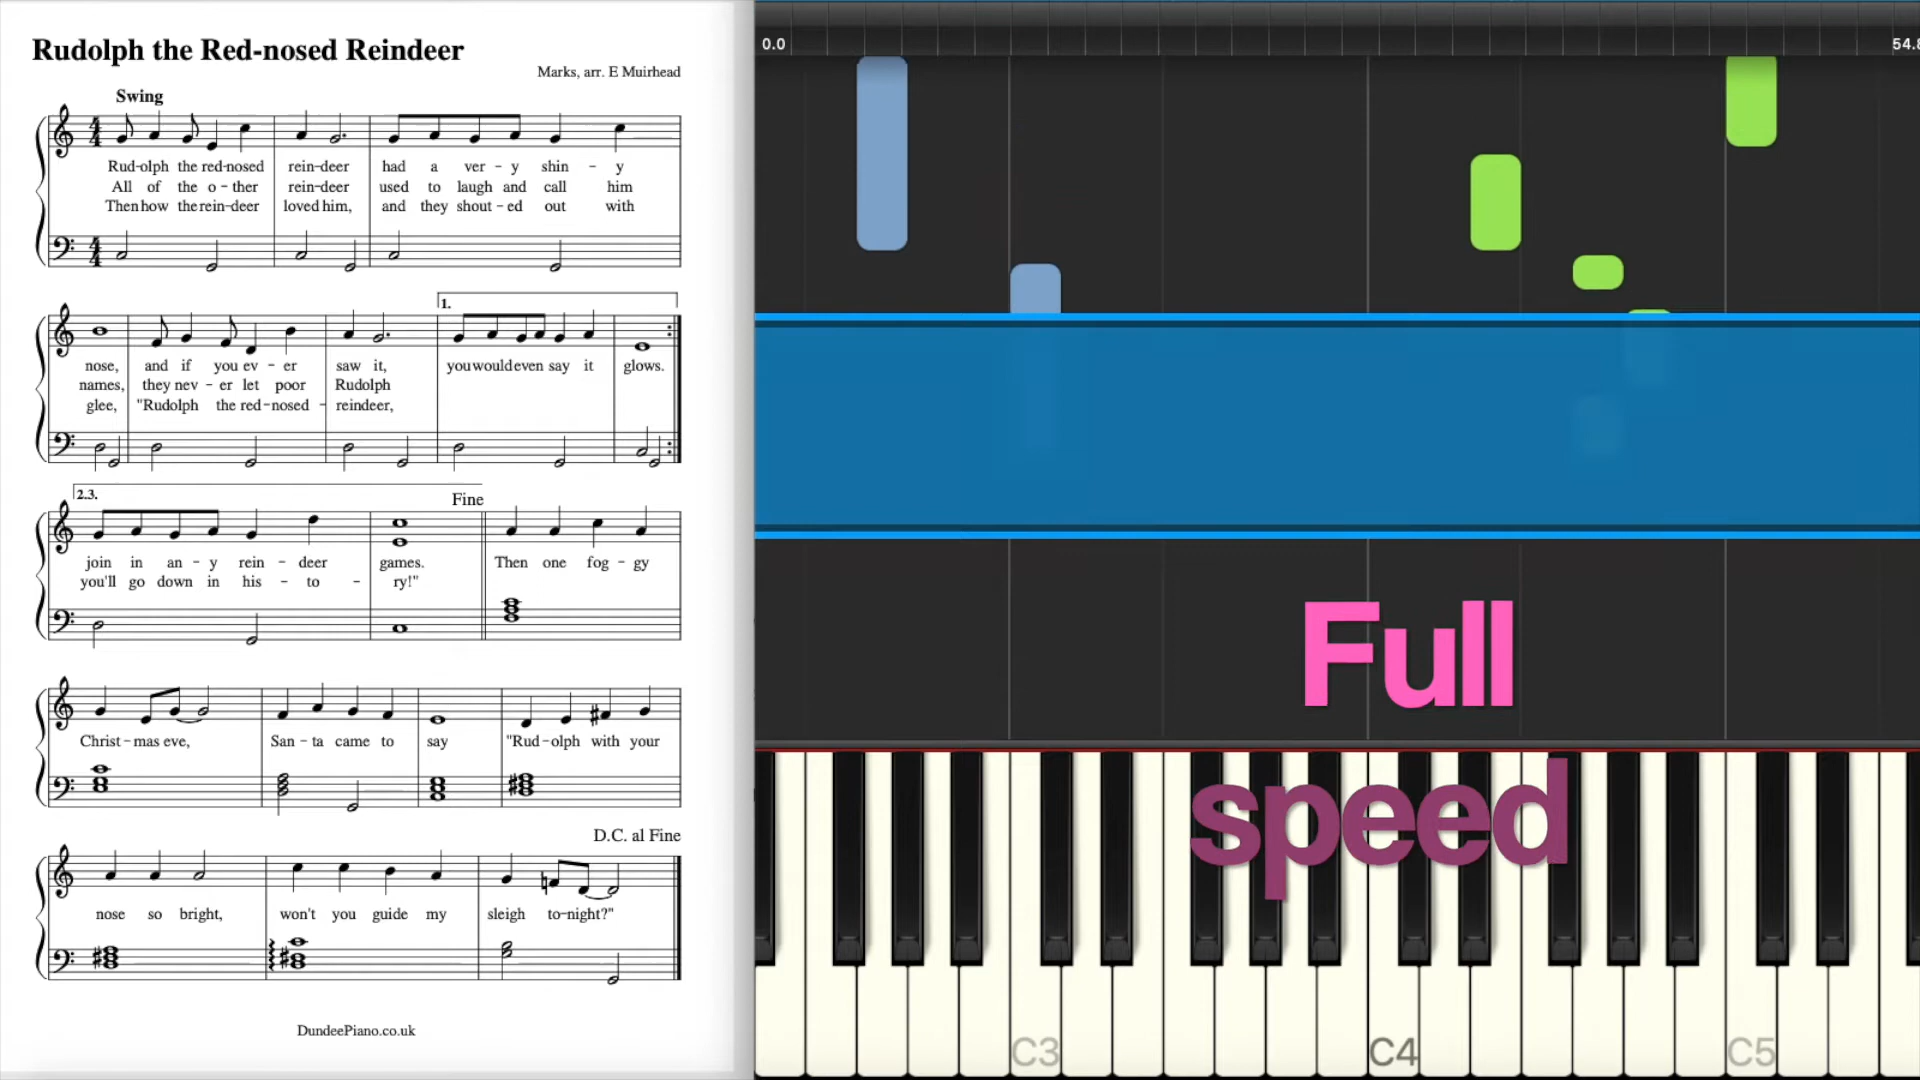 Rudolph the Red-nosed Reindeer
Marks, arr. E Muirhead
Swing
Rud-olph the red-nosed rein-deer had a ver-y shin-y
All of the o-ther rein-deer used to laugh and call him
Then how the rein-deer loved him, and they shout-ed out with
1.
nose, and if you ev-er saw it, you would even say it glows.
names, they nev-er let poor Rudolph
glee, "Rudolph the red-nosed - reindeer,
2.3.
Fine
join in an-y rein-deer games. Then one fog-gy
you'll go down in his-to-ry!"
Christ-mas eve, San-ta came to say "Rud-olph with your
D.C. al Fine
nose so bright, won't you guide my sleigh to-night?"
DundeePiano.co.uk
0.0
54.8
Full
speed
C3
C4
C5